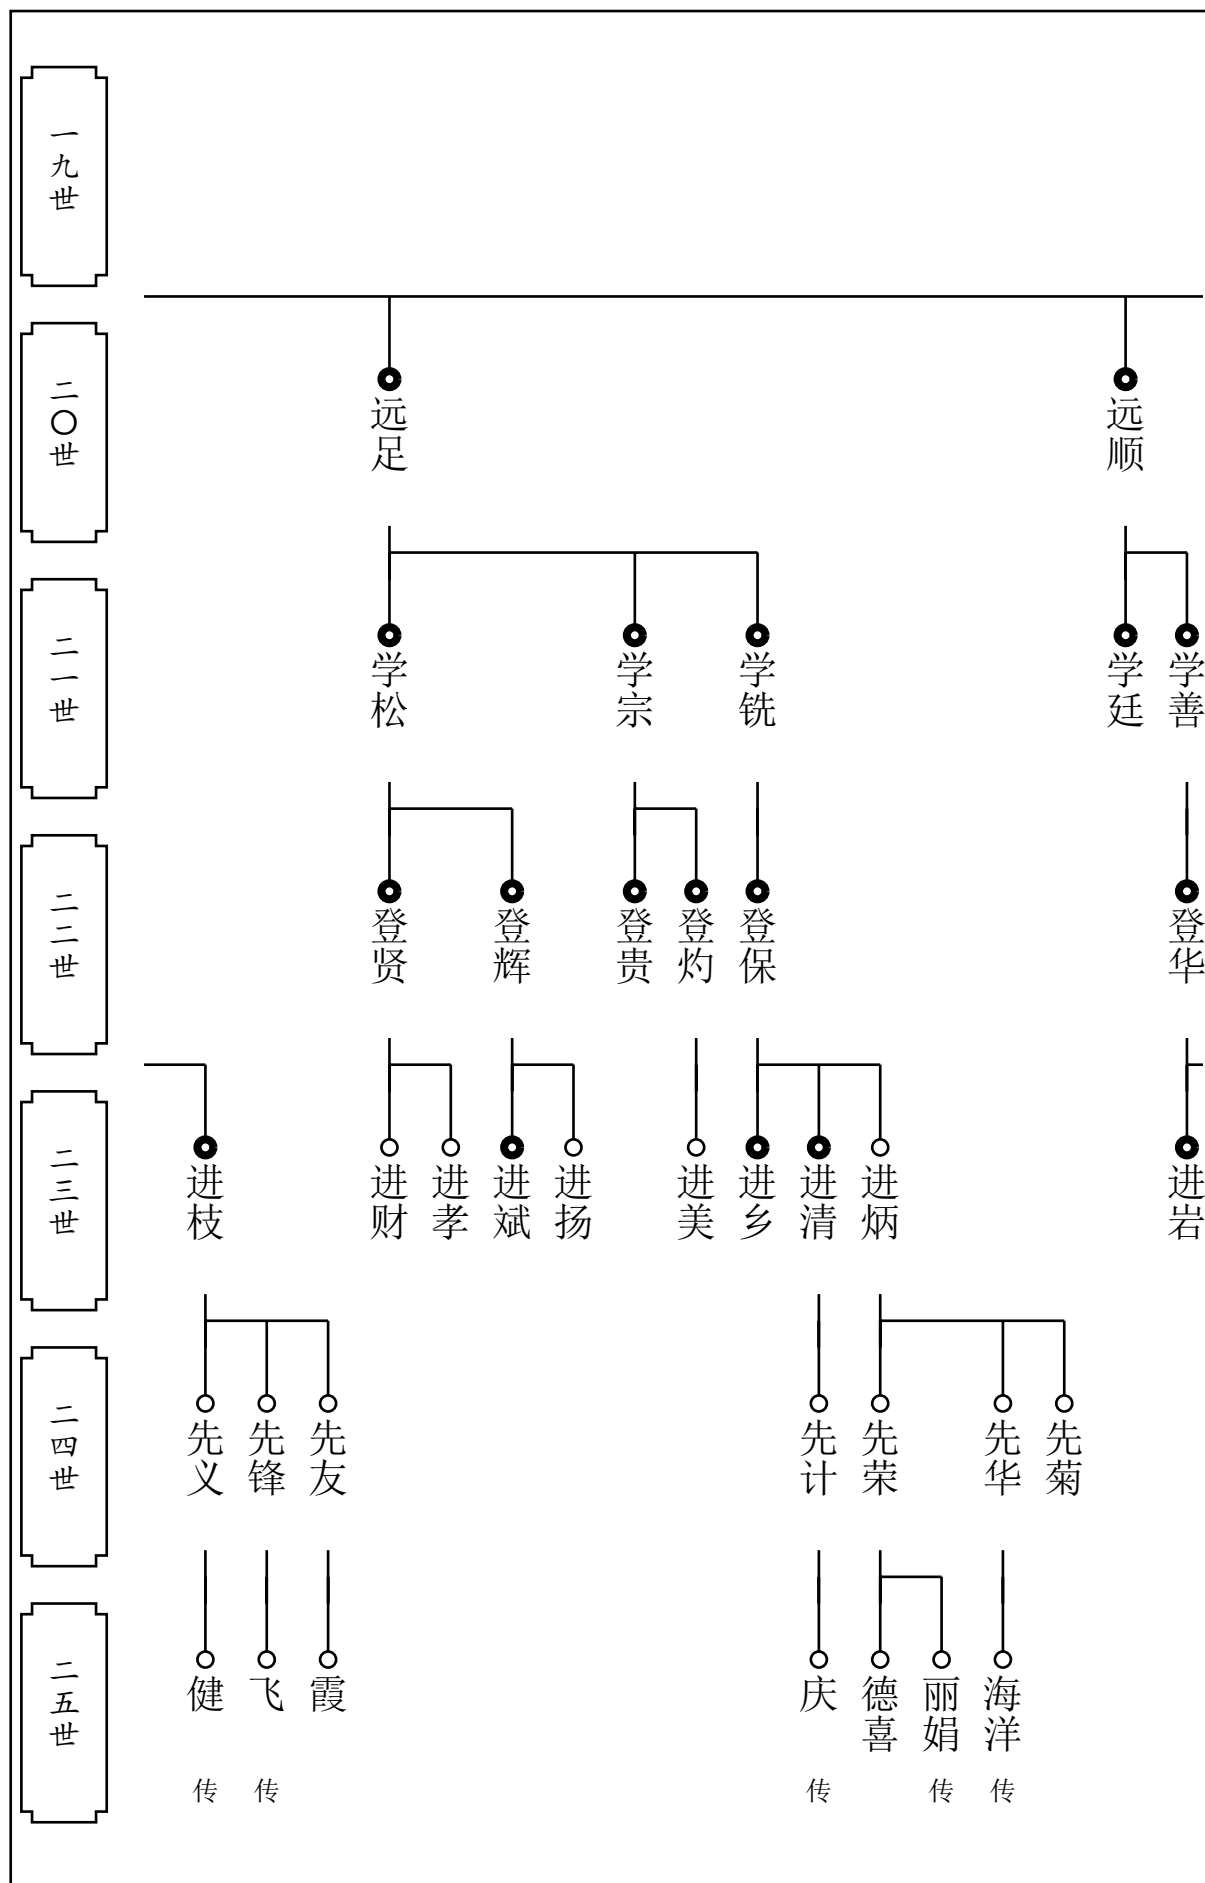 一九世
二〇世
远足
远顺
二一世
学松
学宗
学铣
学廷
学善
二二世
登贤
登辉
登贵
登灼
登保
登华
二三世
进枝
进财
进孝
进斌
进扬
进美
进乡
进清
进炳
进岩
二四世
先义
先锋
先友
先计
先荣
先华
先菊
二五世
健
飞
霞
庆
德喜
丽娟
海洋
传
传
传
传
传